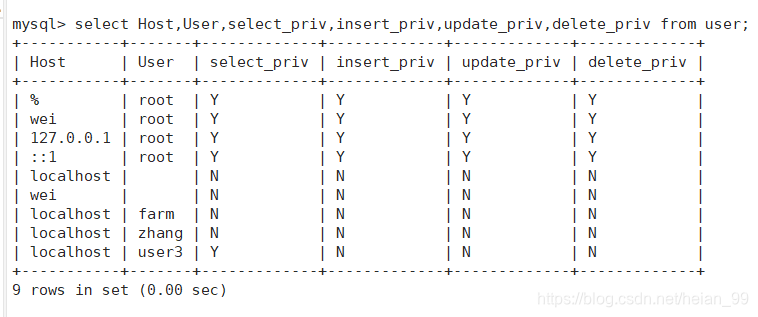 mysql> select Host,User,select_priv,insert_priv,update_priv,delete_priv from user;
+-----------+-------+-------------+-------------+-------------+-------------+
| Host      | User  | select_priv | insert_priv | update_priv | delete_priv |
+-----------+-------+-------------+-------------+-------------+-------------+
| %         | root  | Y           | Y           | Y           | Y           |
| wei       | root  | Y           | Y           | Y           | Y           |
| 127.0.0.1 | root  | Y           | Y           | Y           | Y           |
| ::1       | root  | Y           | Y           | Y           | Y           |
| localhost |       | N           | N           | N           | N           |
| wei       |       | N           | N           | N           | N           |
| localhost | farm  | N           | N           | N           | N           |
| localhost | zhang | N           | N           | N           | N           |
| localhost | user3 | Y           | N           | N           | N           |
+-----------+-------+-------------+-------------+-------------+-------------+
9 rows in set (0.00 sec)
https://blog.csdn.net/heian_99